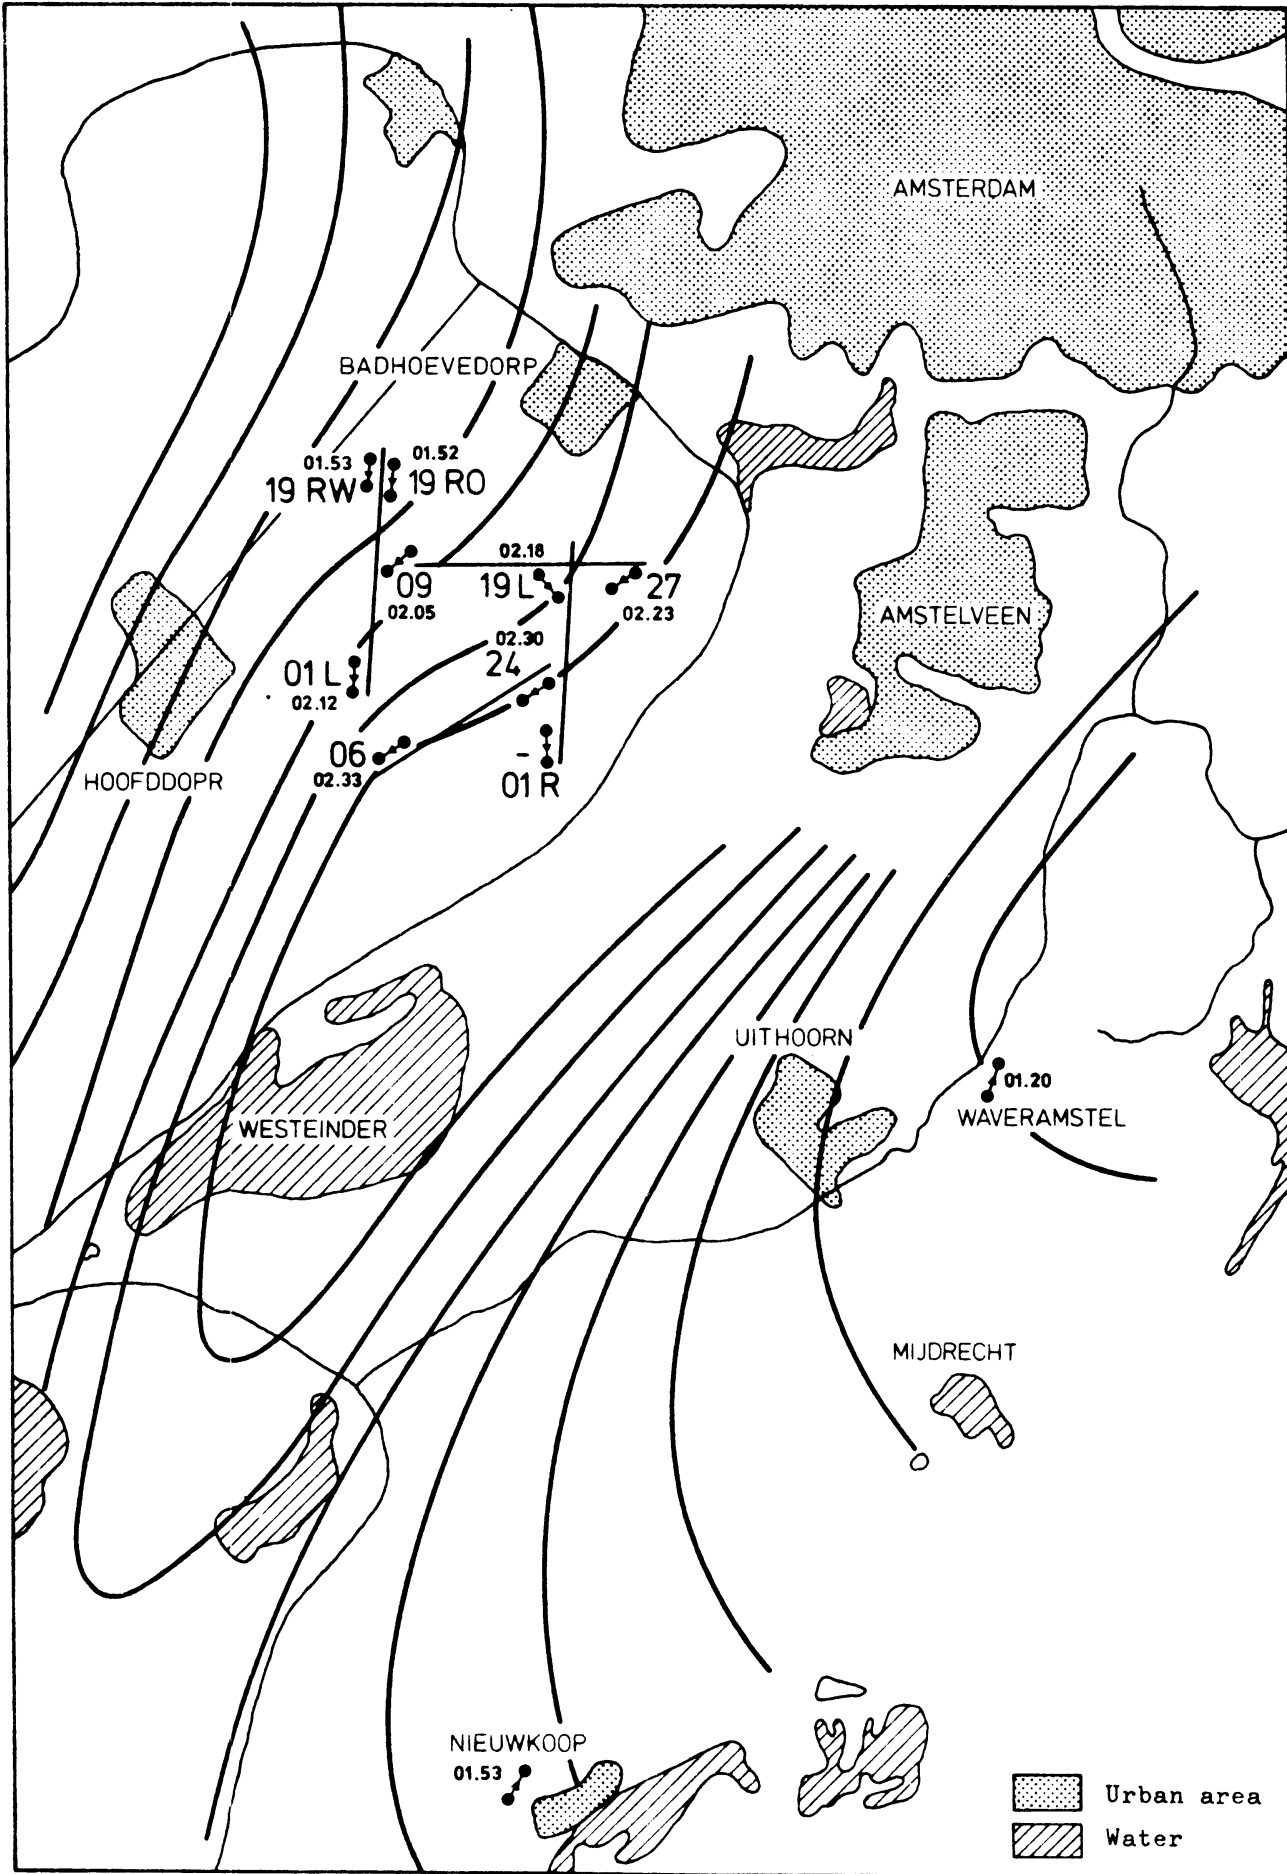 AMSTERDAM
BADHOEVEDORP
01.53
01.52
19 RW
19 RO
02.18
09
19 L
27
02.05
02.23
AMSTELVEEN
02.30
24
01 L
02.12
06
02.33
01 R
HOOFDDOPR
UITHOORN
01.20
WAVERAMSTEL
WESTEINDER
MIJDRECHT
NIEUWKOOP
01.53
Urban area
Water